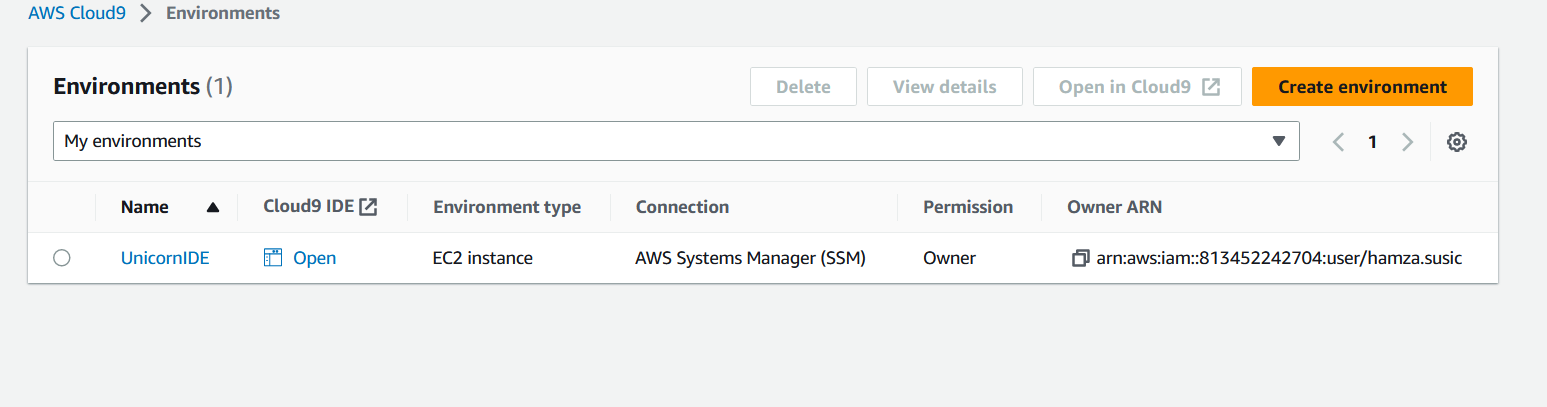 AWS Cloud9 > Environments
Environments (1)
Delete View details Open in Cloud9 Create environment
My environments 1
Name Cloud9 IDE Environment type Connection Permission Owner ARN
UnicornIDE Open EC2 instance AWS Systems Manager (SSM) Owner arn:aws:iam::813452242704:user/hamza.susic